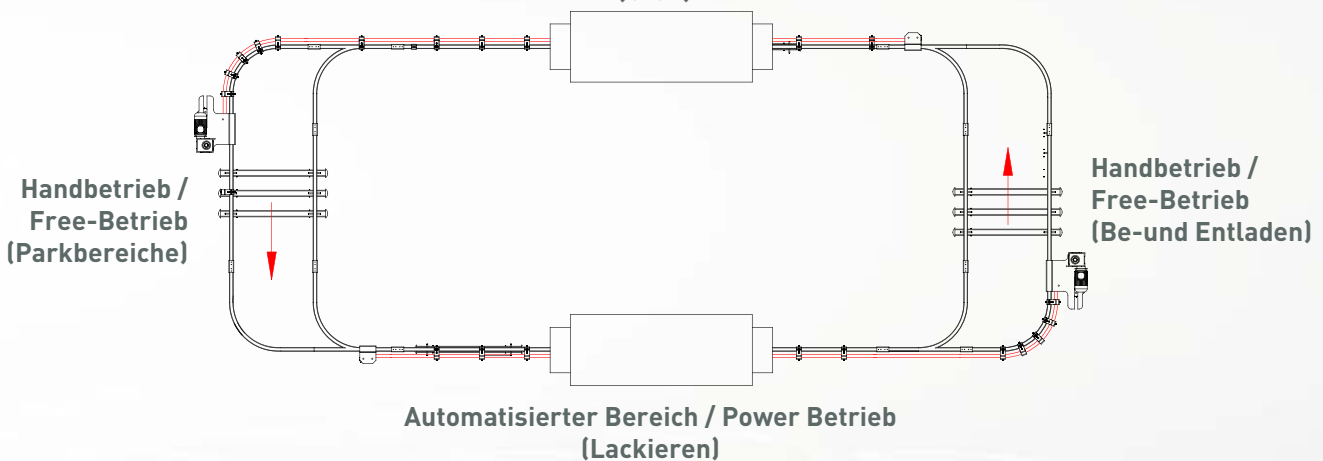 Handbetrieb /
Free-Betrieb
(Parkbereiche)
Handbetrieb /
Free-Betrieb
(Be-und Entladen)
Automatisierter Bereich / Power Betrieb
(Lackieren)